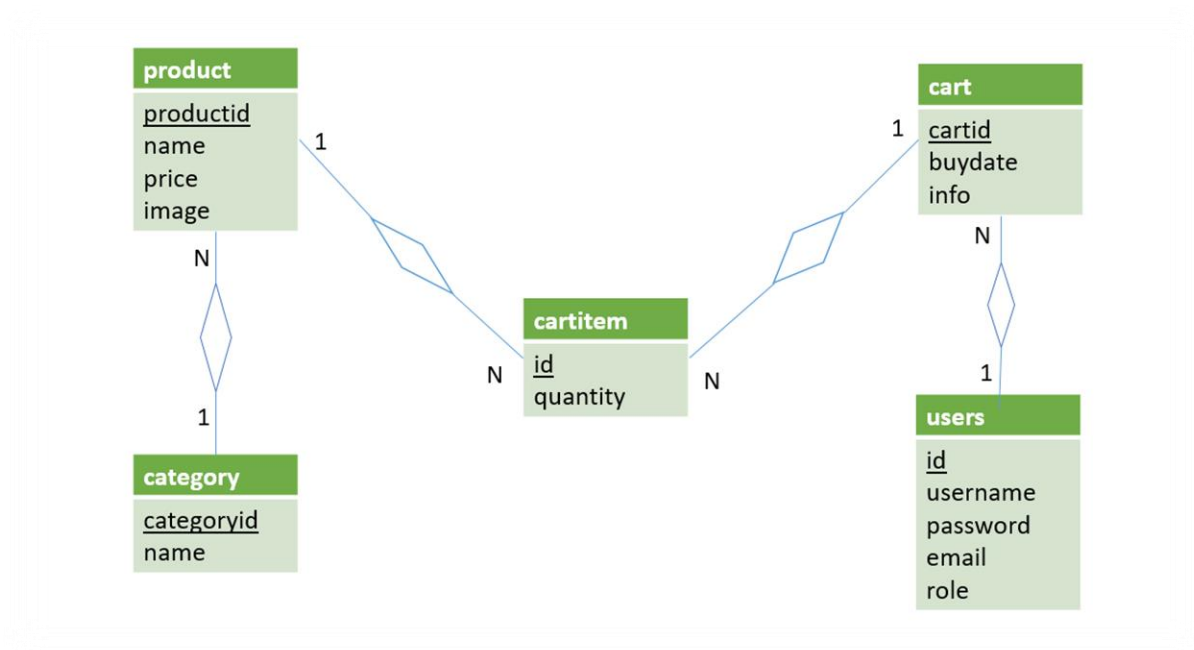 product
productid
name
price
image
1
N
1
category
categoryid
name
cartitem
id
quantity
N
N
cart
cartid
buydate
info
1
N
1
users
id
username
password
email
role